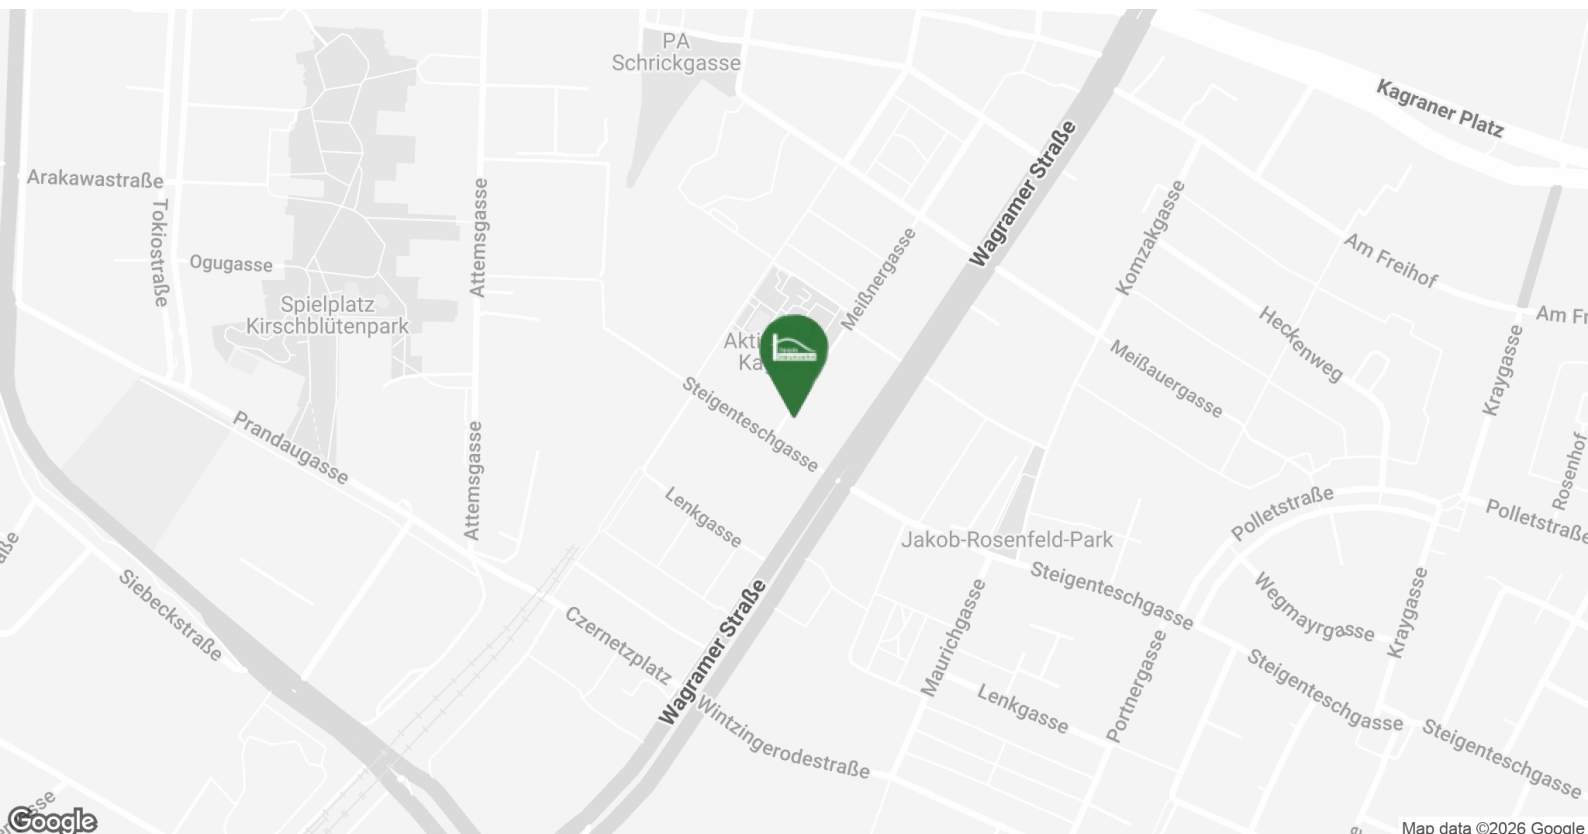 PA
Schrickgasse
Kagraner Platz
Wagramer Straße
Arakawastraße
Tokiostraße
Attemsgasse
Komzakgasse
Ogugasse
Meißnergasse
Am Freihof
Spielplatz
Kirschblütenpark
Heckenweg
Am Fr
Kraygasse
Meißauergasse
Steigenteschgasse
Prandaugasse
Attemsgasse
Rosenhof
Lenkgasse
Polletstraße
Polletstraße
Jakob-Rosenfeld-Park
Siebeckstraße
Steigenteschgasse
Wegmayrgasse
Kraygasse
Wagramer Straße
Czernetzplatz
Maurichgasse
Portnergasse
Lenkgasse
Steigenteschgasse
Wintzingerodestraße
Steigenteschgasse
Google
Map data ©2026 Google